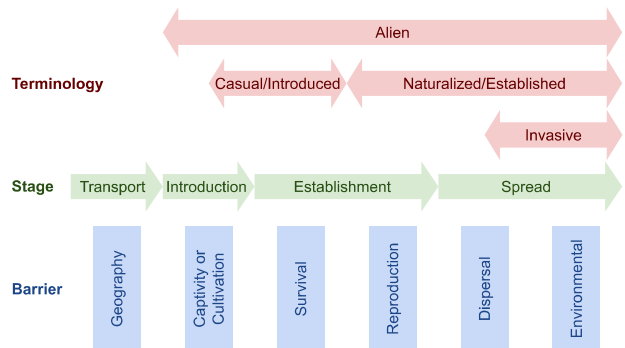 Alien
Terminology
Casual/Introduced
Naturalized/Established
Invasive
Stage
Transport
Introduction
Establishment
Spread
Barrier
Geography
Captivity or
Cultivation
Survival
Reproduction
Dispersal
Environmental